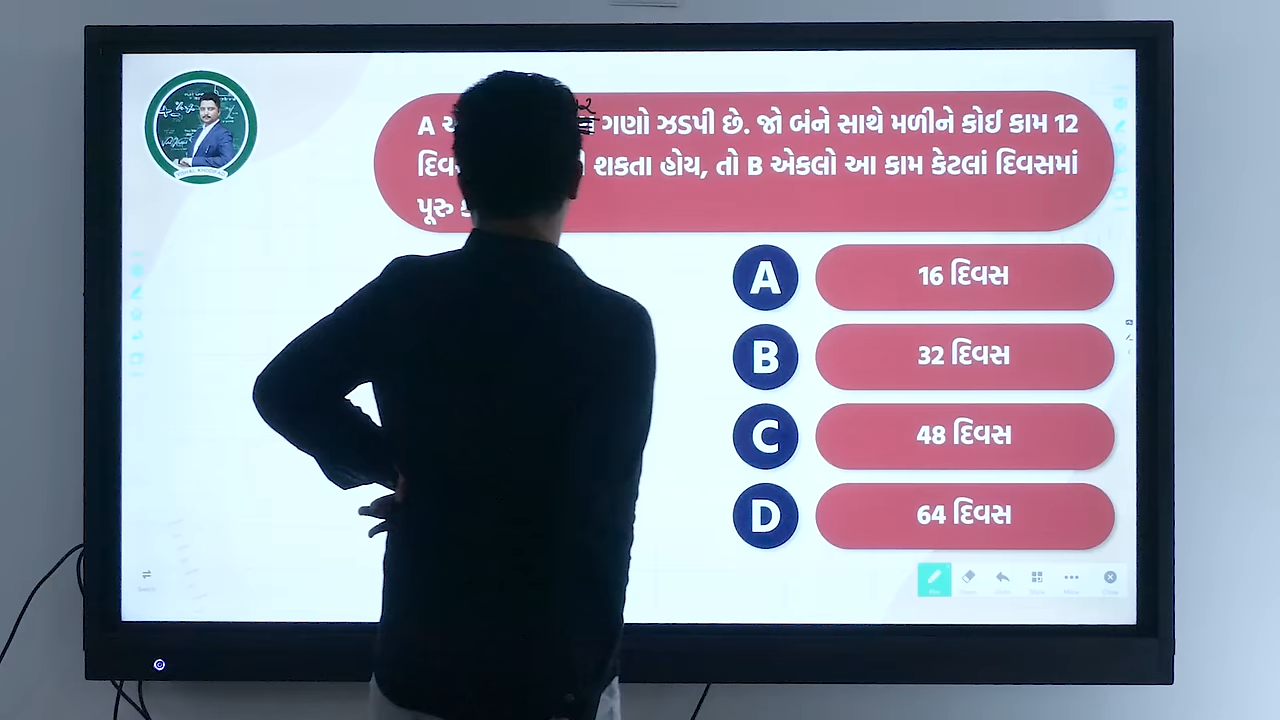 A ગણો ઝડપી છે. જો બંને સાથે મળીને કોઈ કામ 12
શકતા હોય, તો B એકલો આ કામ કેટલાં દિવસમાં
પૂરુ
A 16 દિવસ
B 32 દિવસ
C 48 દિવસ
D 64 દિવસ